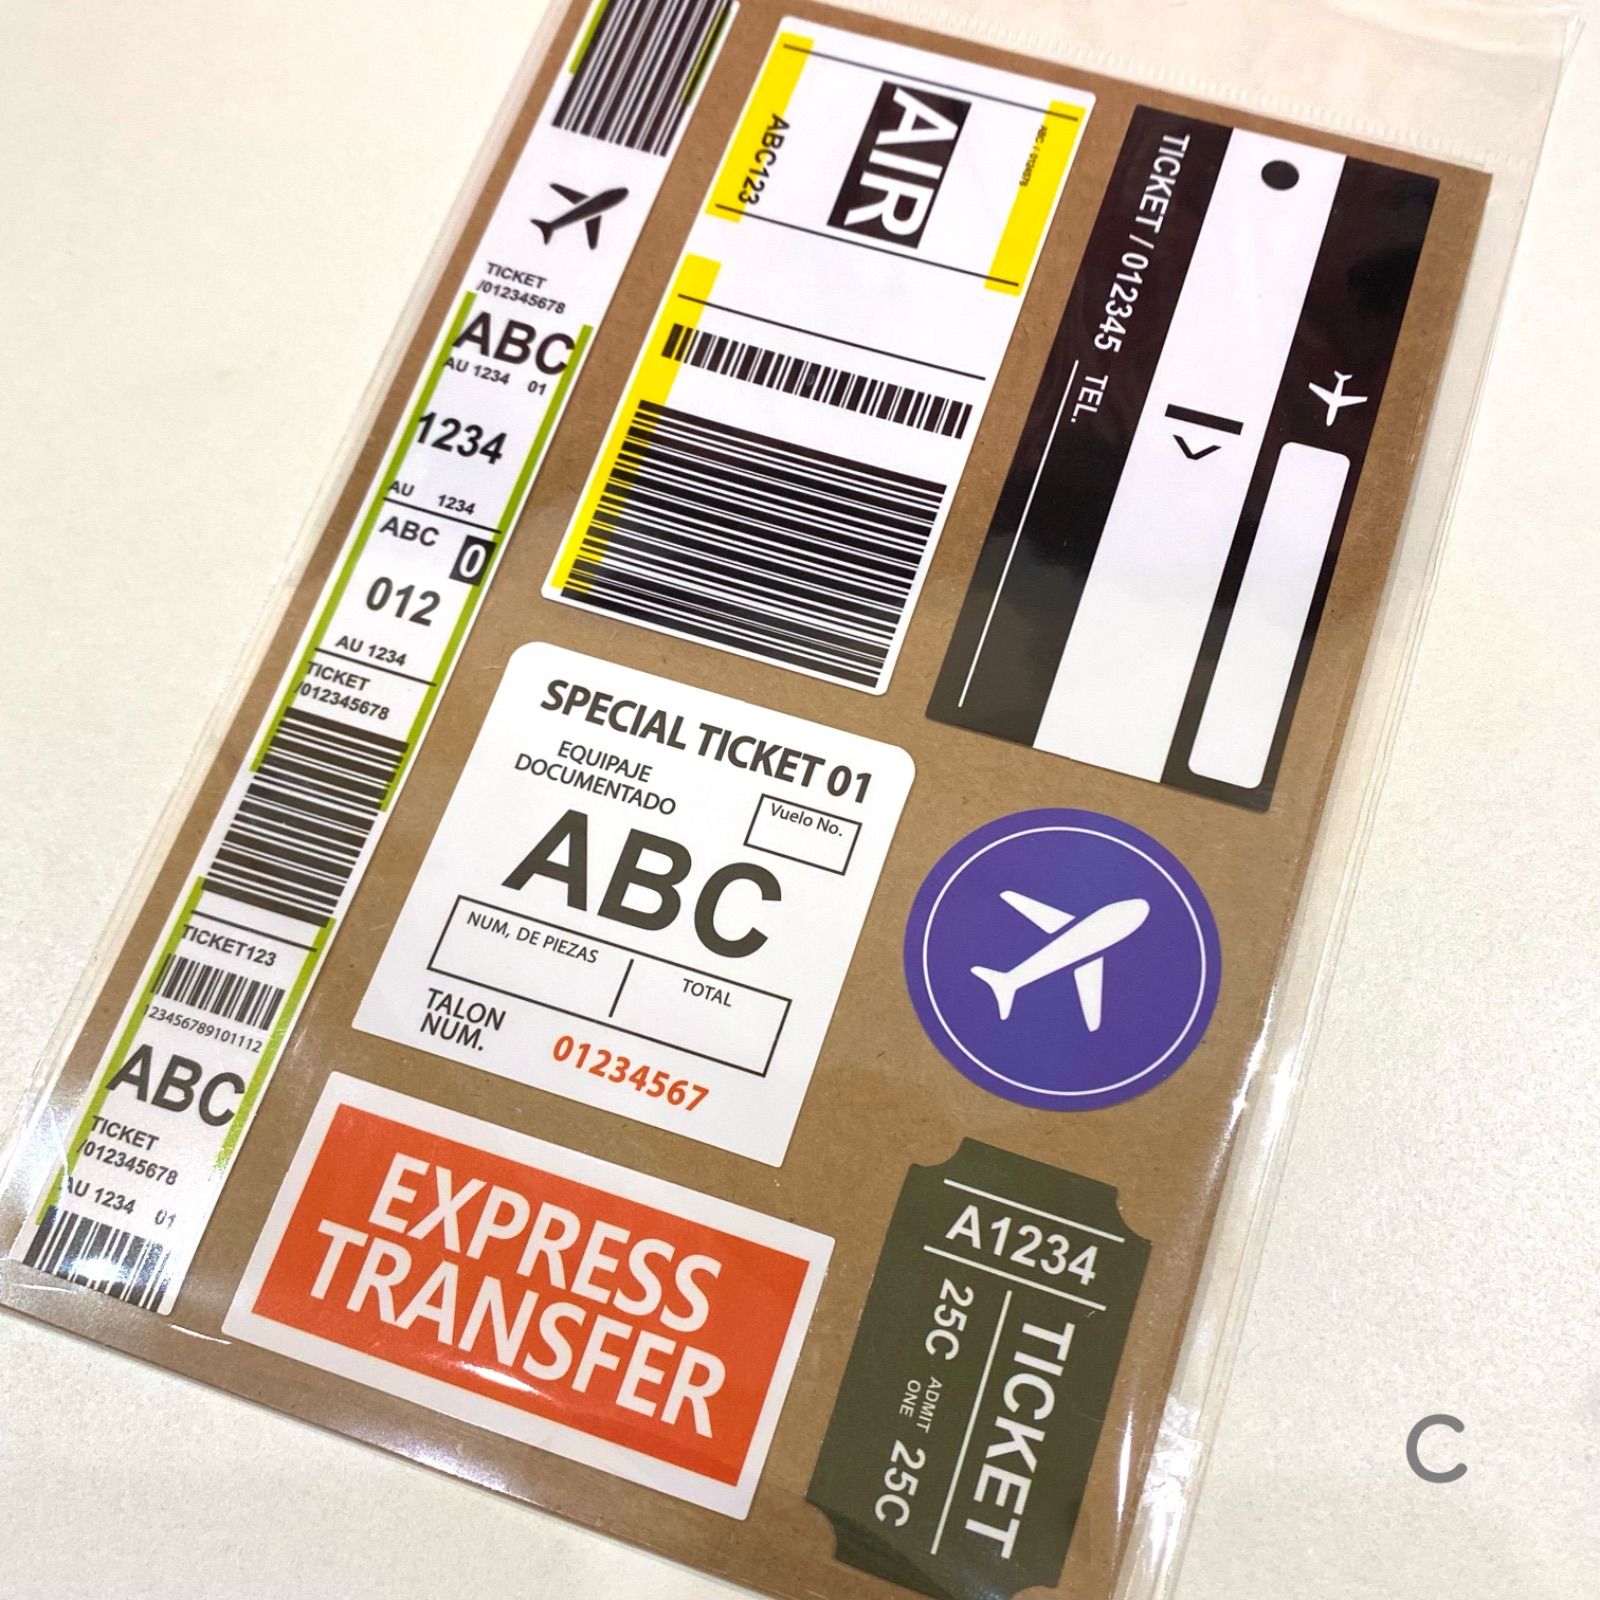 TICKET
/012345678
ABC
AU 1234 01
1234
AU 1234
ABC 0
012
AU 1234
TICKET
/012345678
TICKET123
123456789101112
ABC
TICKET
/012345678
AU 1234 01
ABC123
AIR
ABC / 01234578
TICKET / 012345 TEL.
SPECIAL TICKET 01
EQUIPAJE
DOCUMENTADO
Vuelo No.
ABC
NUM, DE PIEZAS
TOTAL
TALON
NUM.
01234567
EXPRESS
TRANSFER
A1234
TICKET
25C ADMIT ONE 25C
C